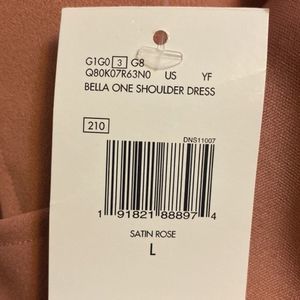 G1G0 3 G8
Q80K07R63N0 US YF
BELLA ONE SHOULDER DRESS
210
DNS11007
1 91821 88897 4
SATIN ROSE
L